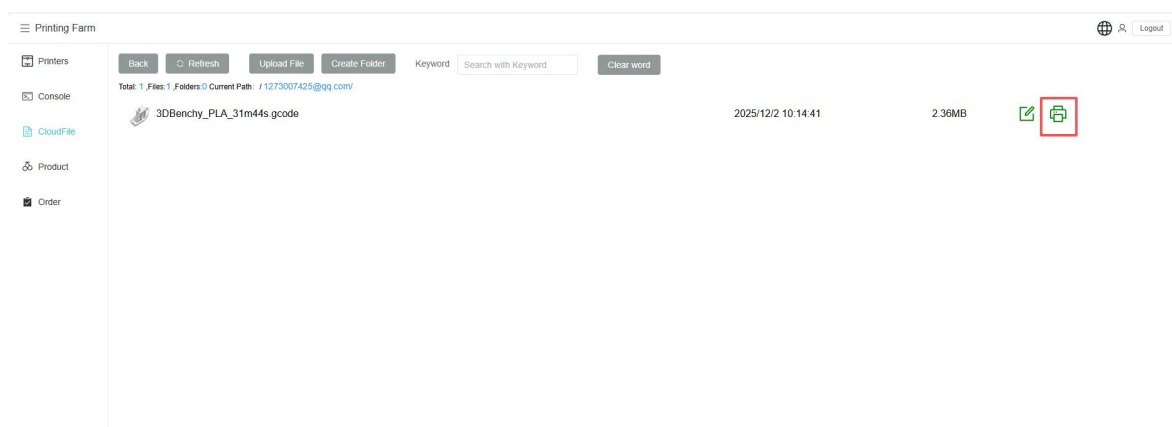 Printing Farm
Logout
Printers
Console
CloudFile
Product
Order
Back Refresh Upload File Create Folder Keyword Search with Keyword Clear word
Total: 1 ,Files:1 ,Folders:0 Current Path: / 1273007425@qq.com/
3DBenchy_PLA_31m44s.gcode 2025/12/2 10:14:41 2.36MB